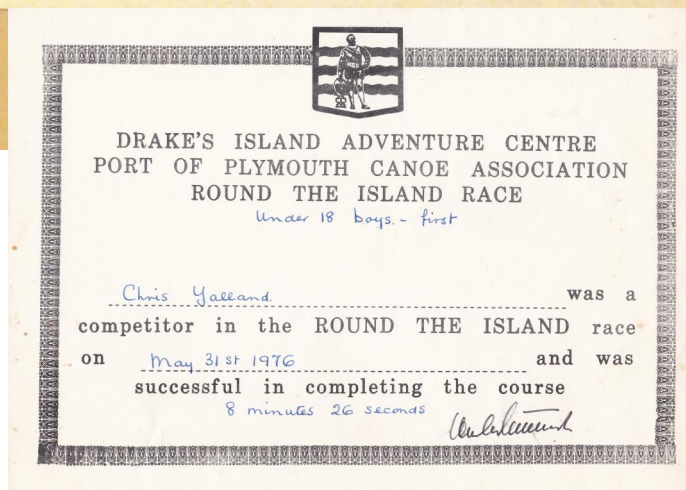 DRAKE'S ISLAND ADVENTURE CENTRE
PORT OF PLYMOUTH CANOE ASSOCIATION
ROUND THE ISLAND RACE
Under 18 boys. - first
Chris Yalland. was a
competitor in the ROUND THE ISLAND race
on May 31st 1976 and was
successful in completing the course
8 minutes 26 seconds